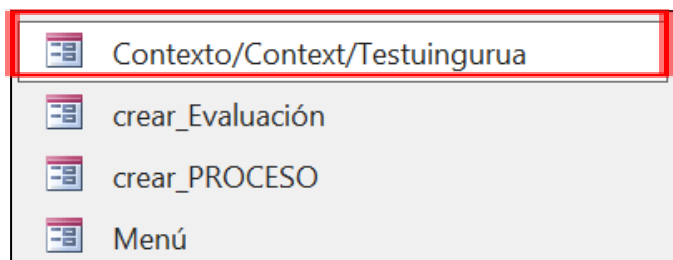 Contexto/Context/Testuingurua
crear_Evaluación
crear_PROCESO
Menú